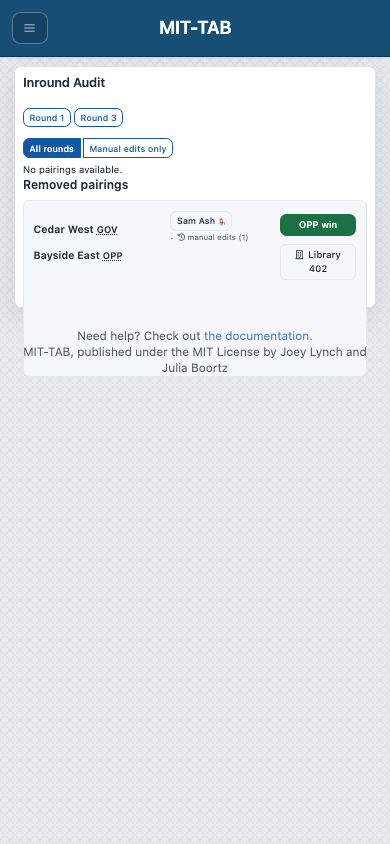 MIT-TAB
Inround Audit
Round 1 Round 3
All rounds Manual edits only
No pairings available.
Removed pairings
Cedar West GOV
Sam Ash
· manual edits (1)
OPP win
Bayside East OPP
Library
402
Need help? Check out the documentation.
MIT-TAB, published under the MIT License by Joey Lynch and
Julia Boortz